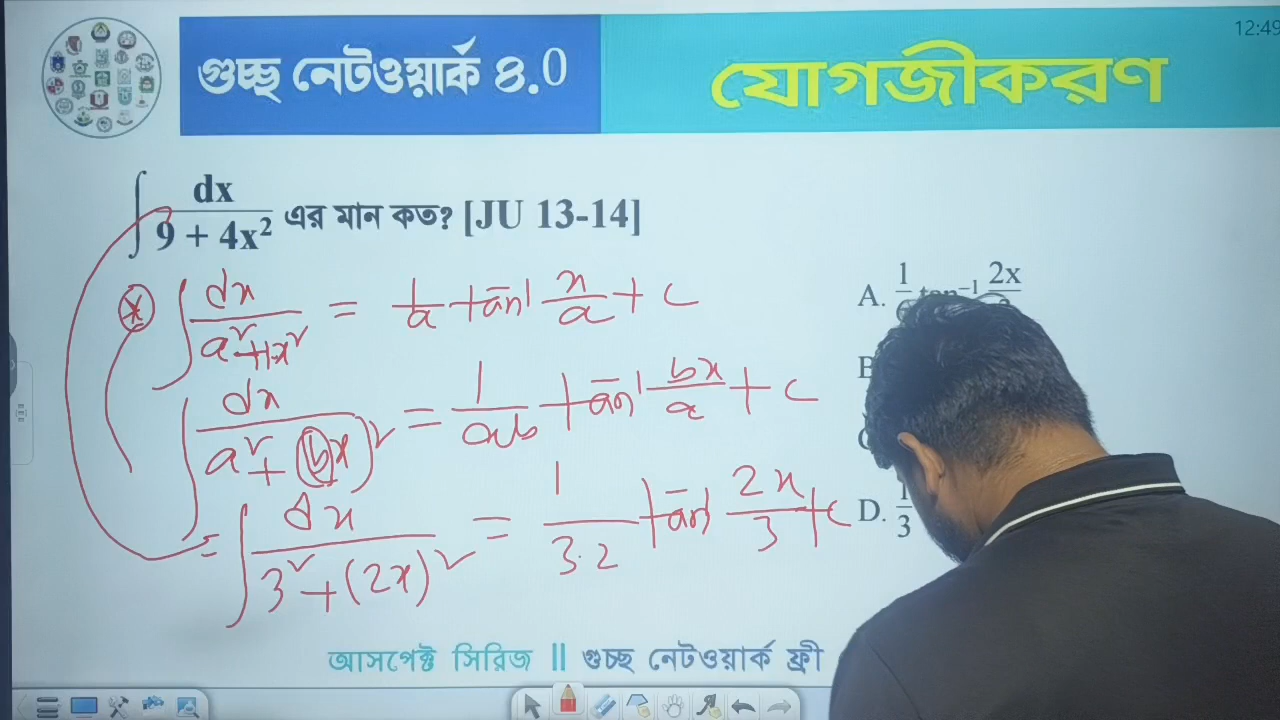 12:49
গুচ্ছ নেটওয়ার্ক ৪.0
যোগজীকরণ
∫ dx / (9 + 4x²) এর মান কত? [JU 13-14]
∫ dx / (a² + 1·x²) = 1/a tan⁻¹ x/a + c
∫ dx / (a² + (bx)²) = 1/ab tan⁻¹ bx/a + c
= ∫ dx / (3² + (2x)²) = 1/(3·2) tan⁻¹ 2x/3 + c
A. 1/ tan⁻¹ 2x/
D. 1/3
আসপেক্ট সিরিজ || গুচ্ছ নেটওয়ার্ক ফ্রী